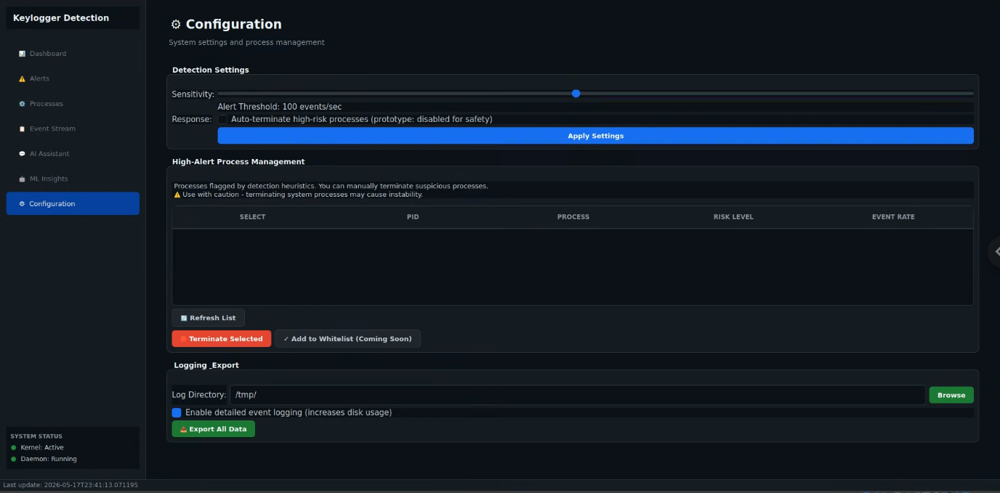 Keylogger Detection
Dashboard
Alerts
Processes
Event Stream
AI Assistant
ML Insights
Configuration
SYSTEM STATUS
Kernel: Active
Daemon: Running
Last update: 2026-05-17T23:41:13.071195
Configuration
System settings and process management
Detection Settings
Sensitivity:
Alert Threshold: 100 events/sec
Response: Auto-terminate high-risk processes (prototype: disabled for safety)
Apply Settings
High-Alert Process Management
Processes flagged by detection heuristics. You can manually terminate suspicious processes.
⚠ Use with caution - terminating system processes may cause instability.
SELECT PID PROCESS RISK LEVEL EVENT RATE
Refresh List
Terminate Selected ✓ Add to Whitelist (Coming Soon)
Logging _Export
Log Directory: /tmp/ Browse
Enable detailed event logging (increases disk usage)
Export All Data